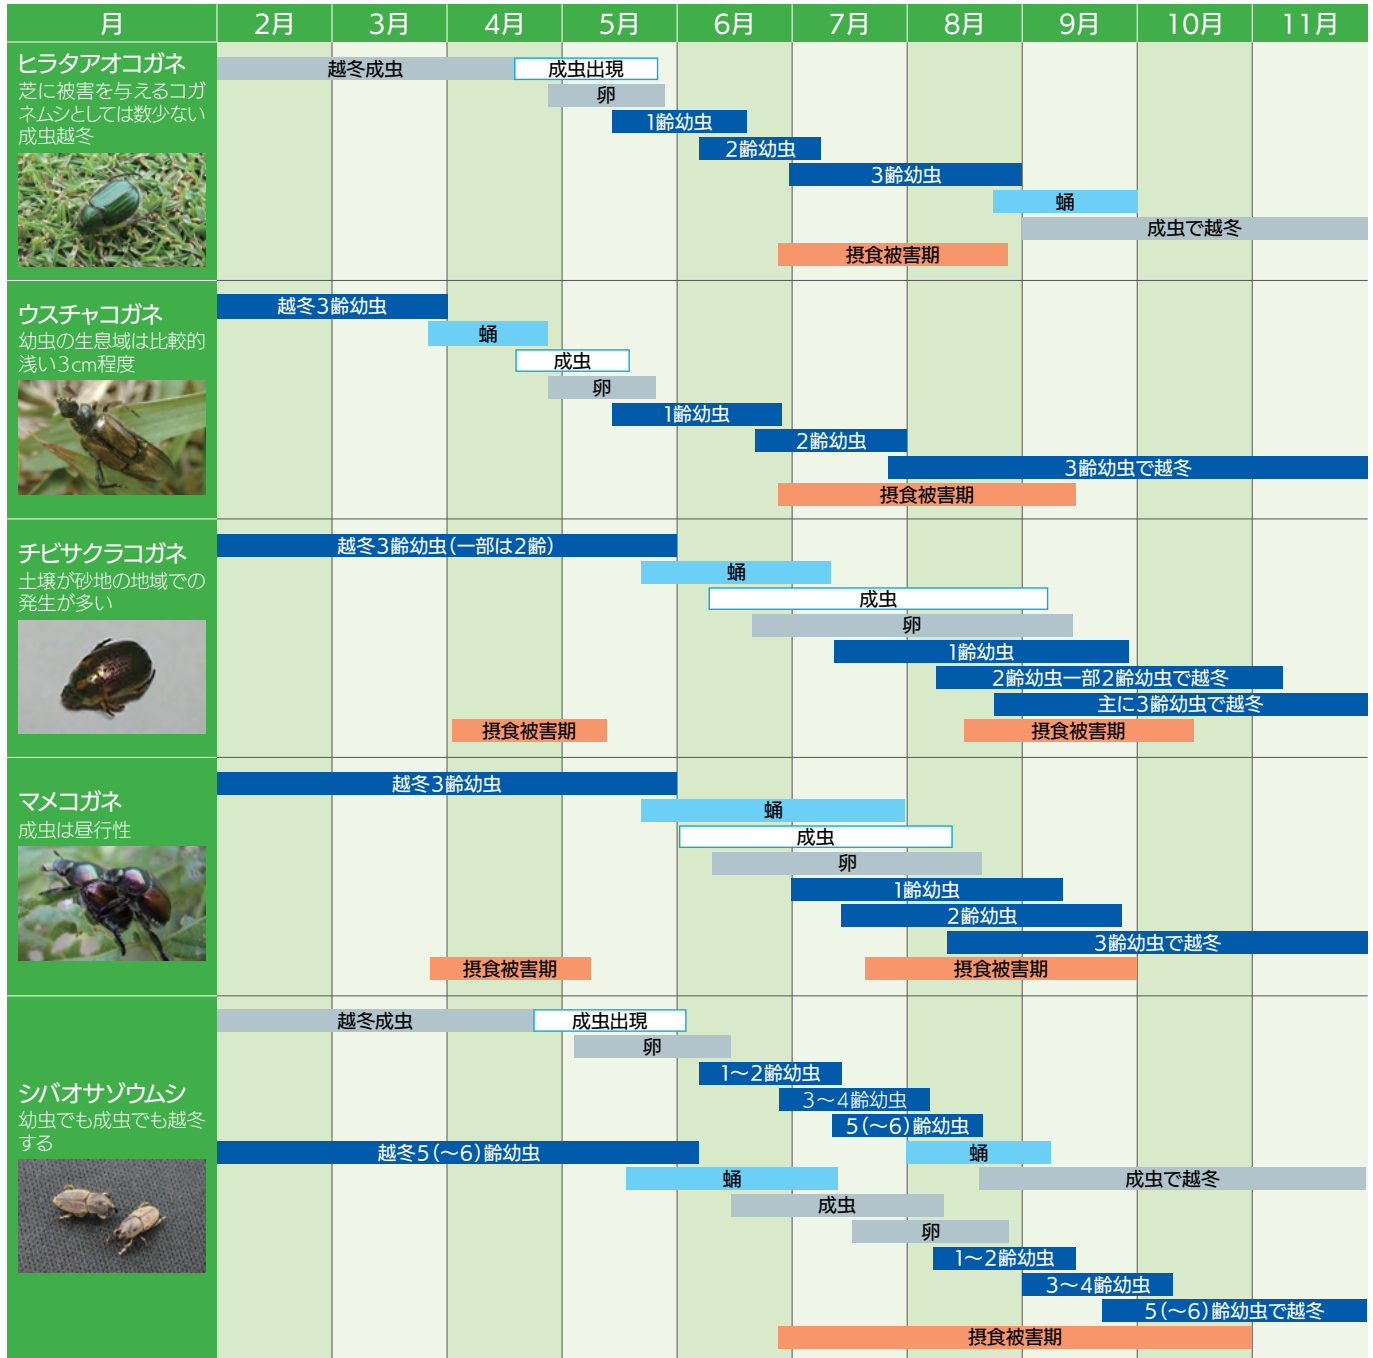 月 2月 3月 4月 5月 6月 7月 8月 9月 10月 11月
ヒラタアオコガネ
芝に被害を与えるコガ
ネムシとしては数少ない
成虫越冬
越冬成虫
成虫出現
卵
1齢幼虫
2齢幼虫
3齢幼虫
蛹
成虫で越冬
摂食被害期
ウスチャコガネ
幼虫の生息域は比較的
浅い3cm程度
越冬3齢幼虫
蛹
成虫
卵
1齢幼虫
2齢幼虫
3齢幼虫で越冬
摂食被害期
チビサクラコガネ
土壌が砂地の地域での
発生が多い
越冬3齢幼虫(一部は2齢)
蛹
成虫
卵
1齢幼虫
2齢幼虫一部2齢幼虫で越冬
主に3齢幼虫で越冬
摂食被害期
摂食被害期
マメコガネ
成虫は昼行性
越冬3齢幼虫
蛹
成虫
卵
1齢幼虫
2齢幼虫
3齢幼虫で越冬
摂食被害期
摂食被害期
シバオサゾウムシ
幼虫でも成虫でも越冬
する
越冬成虫
成虫出現
卵
1〜2齢幼虫
3〜4齢幼虫
5(〜6)齢幼虫
越冬5(〜6)齢幼虫
蛹
蛹
成虫で越冬
成虫
卵
1〜2齢幼虫
3〜4齢幼虫
5(〜6)齢幼虫で越冬
摂食被害期